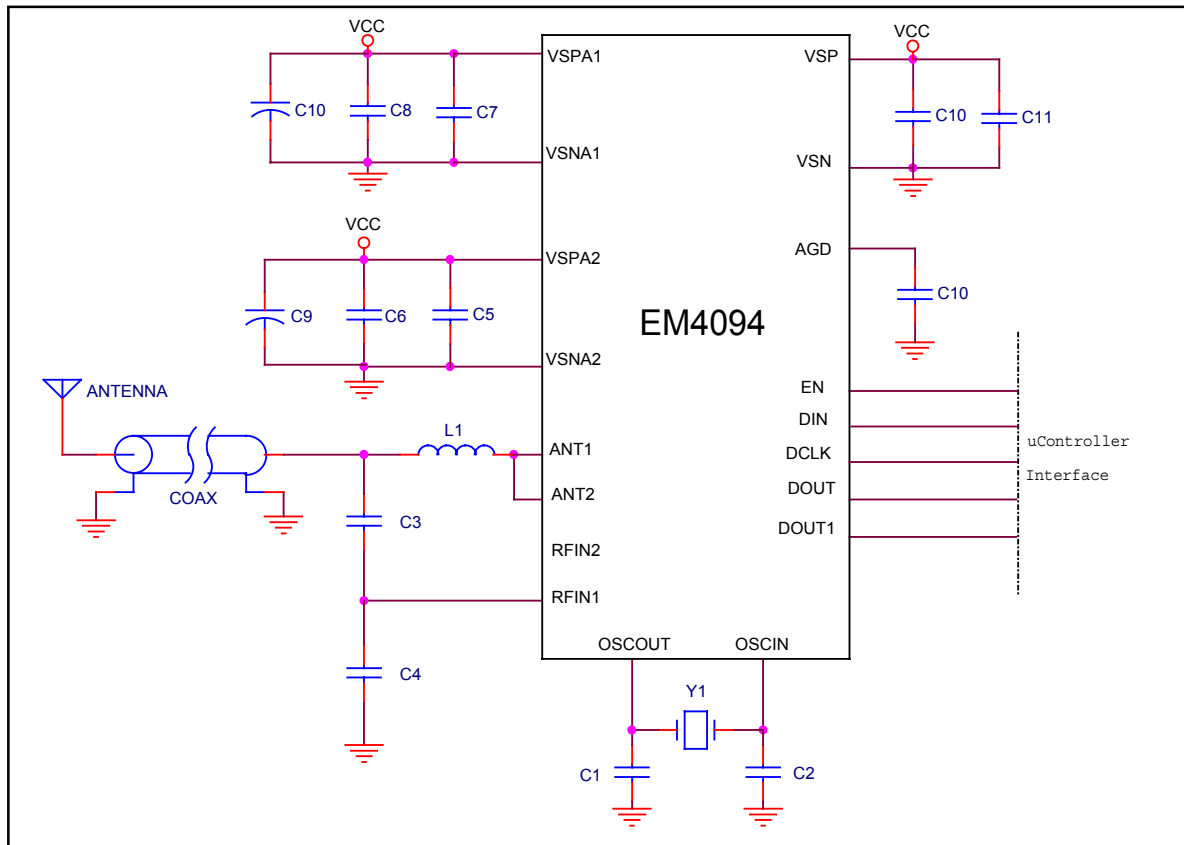 VCC
VSPA1
C10
C8
C7
VSNA1
VCC
VSPA2
C9
C6
C5
VSNA2
ANTENNA
COAX
L1
ANT1
ANT2
C3
RFIN2
RFIN1
C4
EM4094
VCC
VSP
C10
C11
VSN
AGD
C10
EN
DIN
DCLK
DOUT
DOUT1
uController
Interface
OSCOUT
OSCIN
Y1
C1
C2